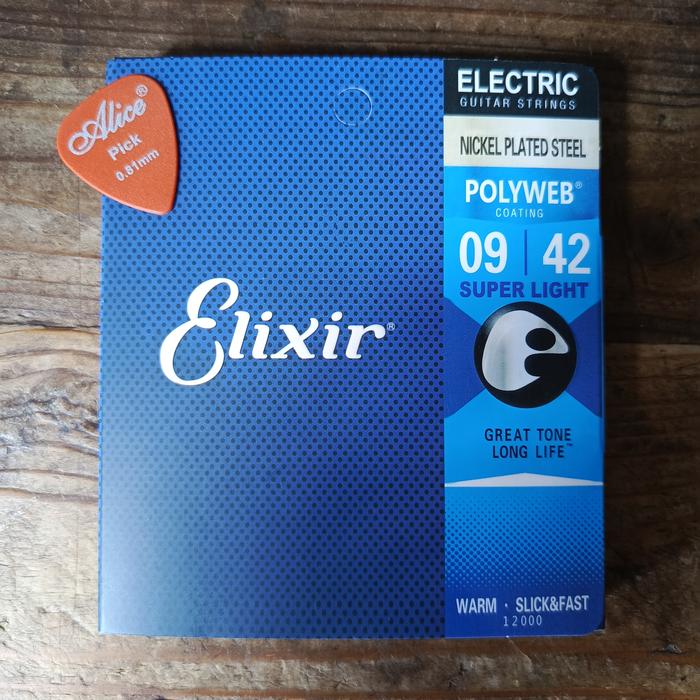 Alice®
Pick
0.81mm
Elixir®
ELECTRIC
GUITAR STRINGS
NICKEL PLATED STEEL
POLYWEB®
COATING
09 | 42
SUPER LIGHT
GREAT TONE
LONG LIFE™
WARM · SLICK&FAST
12000